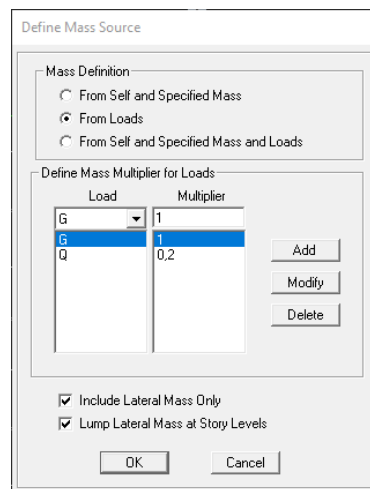 Define Mass Source
Mass Definition
From Self and Specified Mass
From Loads
From Self and Specified Mass and Loads
Define Mass Multiplier for Loads
Load Multiplier
G 1
G 1
Q 0,2
Add
Modify
Delete
Include Lateral Mass Only
Lump Lateral Mass at Story Levels
OK Cancel